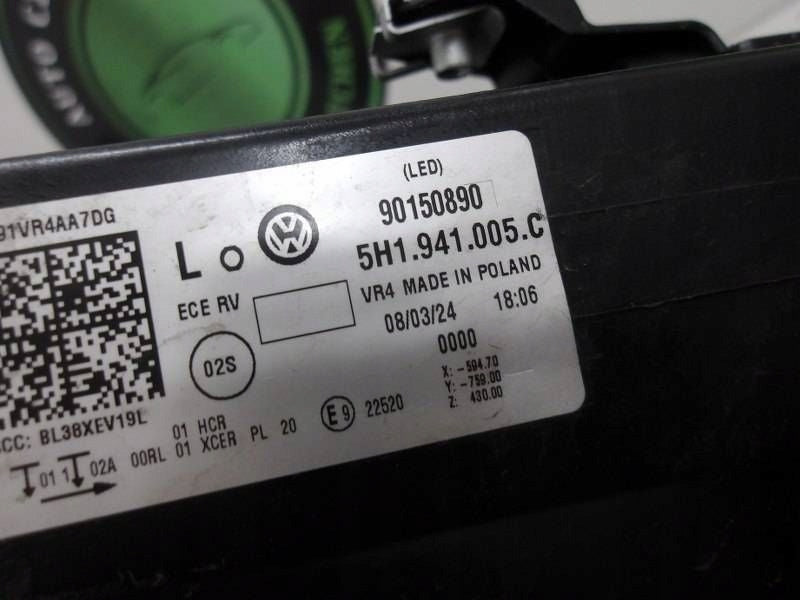 AUTO C
91VR4AA7DG
(LED)
90150890
L
5H1.941.005.C
ECE RV
VR4 MADE IN POLAND
08/03/24 18:06
02S
0000
X: -594.70
Y: -759.00
Z: 430.00
CC: BL38XEV19L
01 HCR
E9 22520
01 1 02A 00RL 01 XCER PL 20